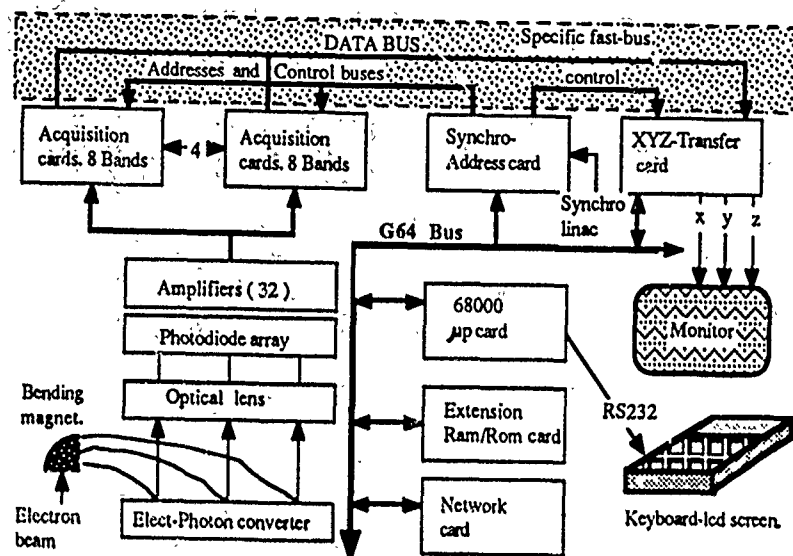 DATA BUS
Specific fast-bus.
Addresses and Control buses
control
Acquisition
cards. 8 Bands
4
Acquisition
cards. 8 Bands
Synchro-
Address card
XYZ-Transfer
card
Synchro
linac
x y z
G64 Bus
Amplifiers ( 32 )
Photodiode array
Optical lens
Bending
magnet.
Electron
beam
Elect-Photon converter
68000
µp card
Extension
Ram/Rom card
Network
card
Monitor
RS232
Keyboard-lcd screen.